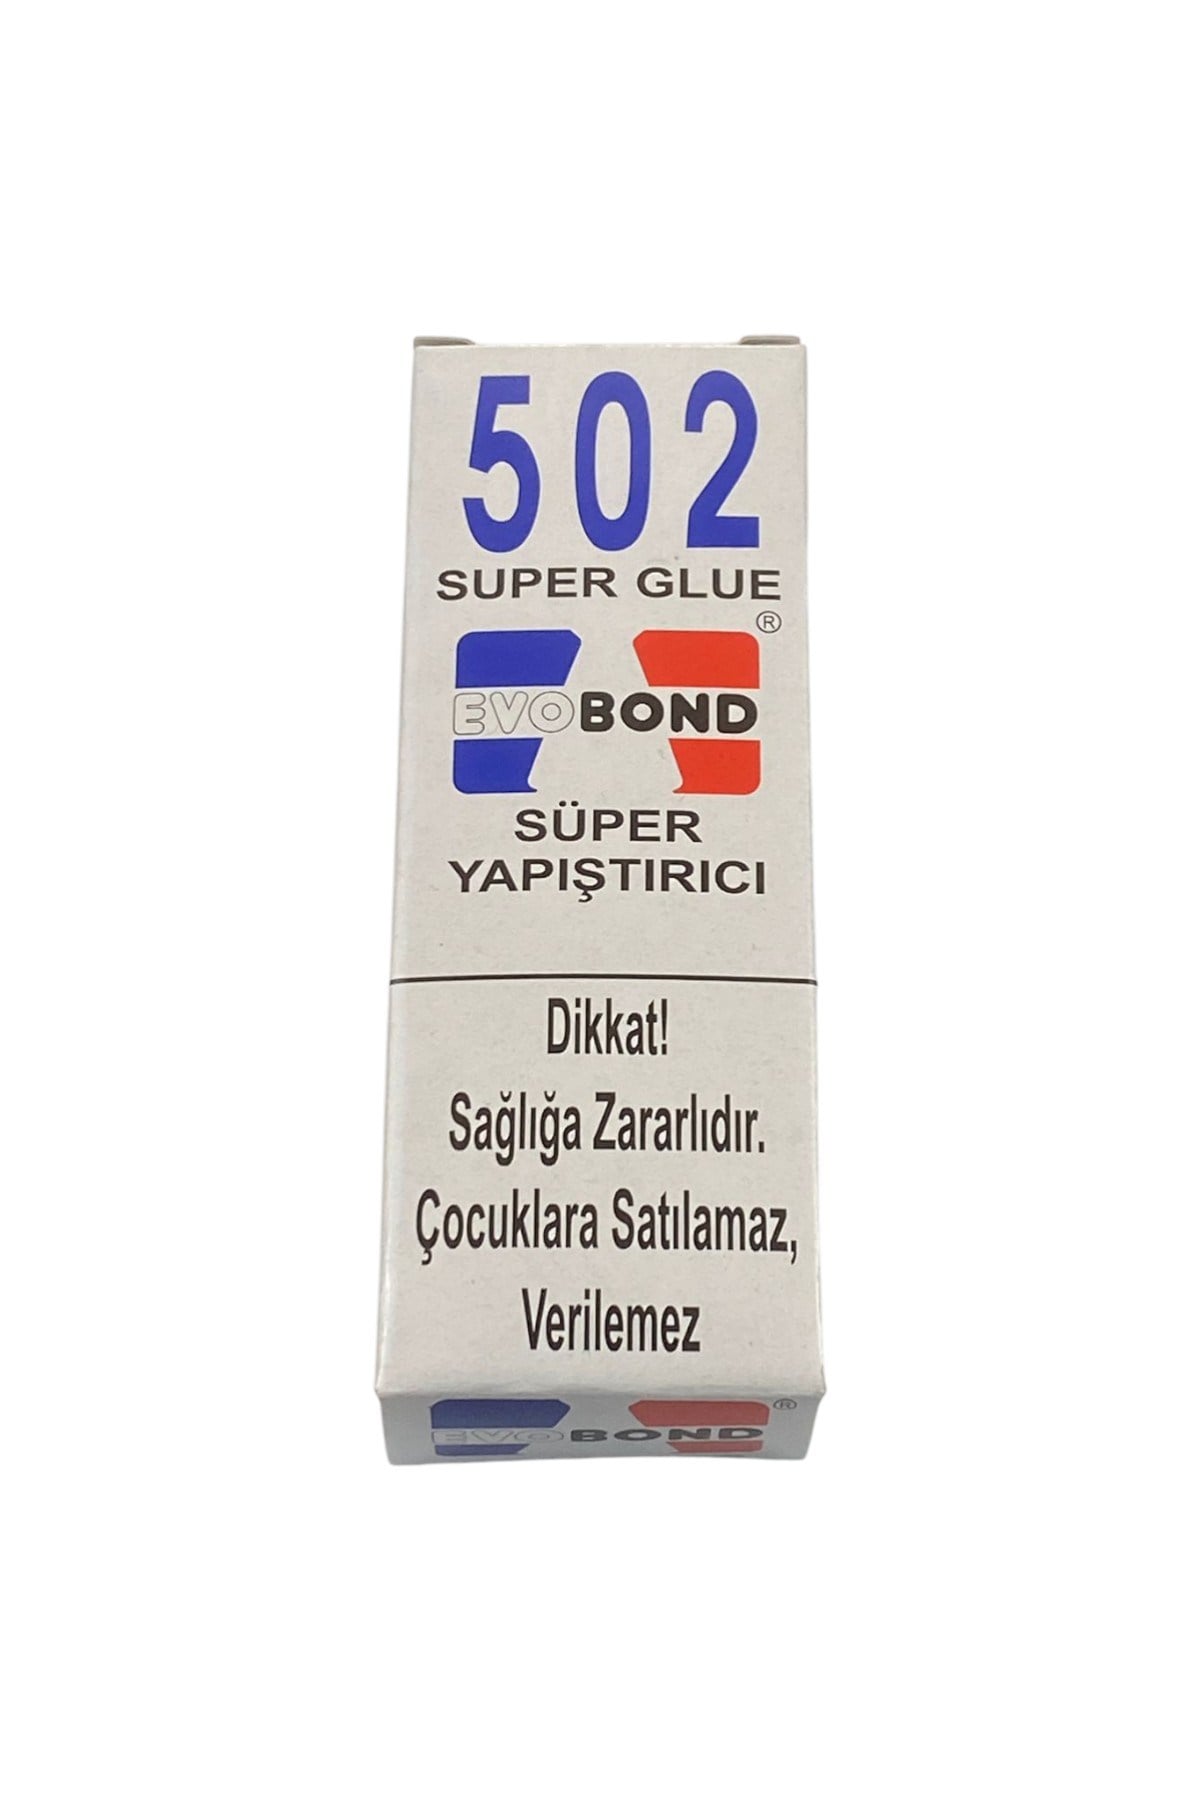 502
SUPER GLUE
®
EVOBOND
SÜPER
YAPIŞTIRICI
Dikkat!
Sağlığa Zararlıdır.
Çocuklara Satılamaz,
Verilemez
®
EVOBOND